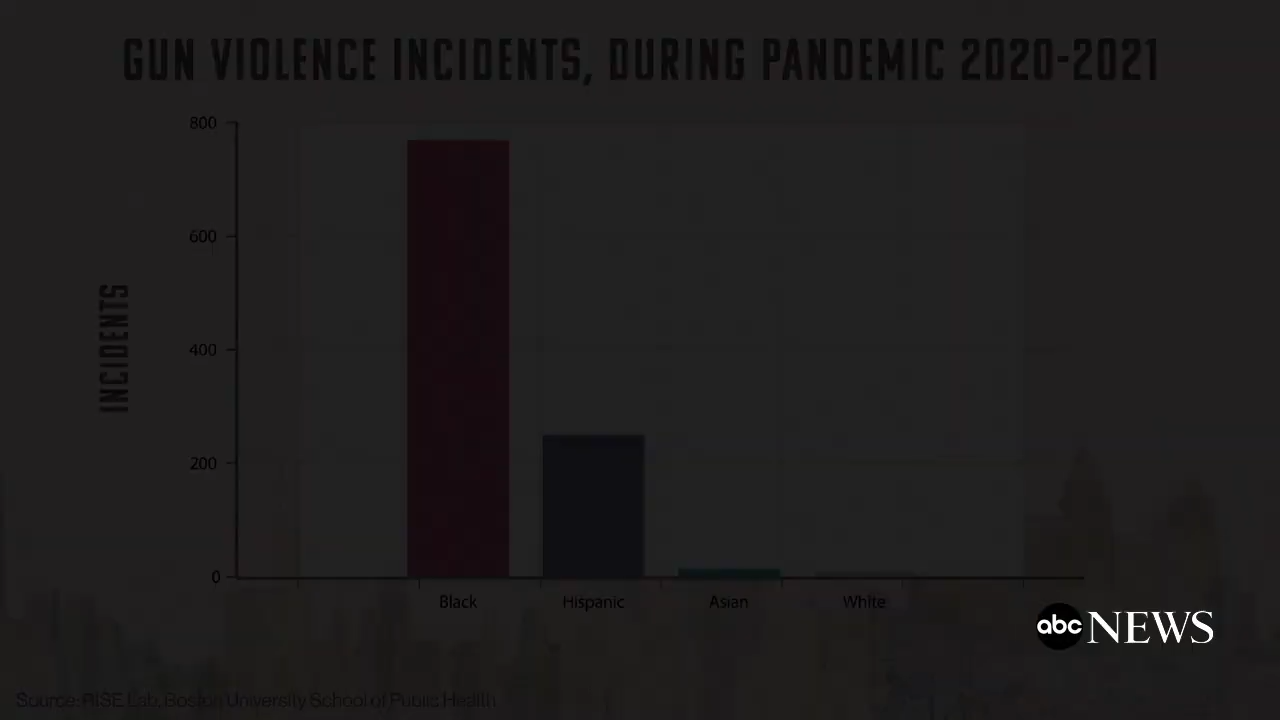 GUN VIOLENCE INCIDENTS, DURING PANDEMIC 2020-2021
800
600
400
200
0
INCIDENTS
Black
Hispanic
Asian
White
abc NEWS
Source: RISE Lab, Boston University School of Public Health